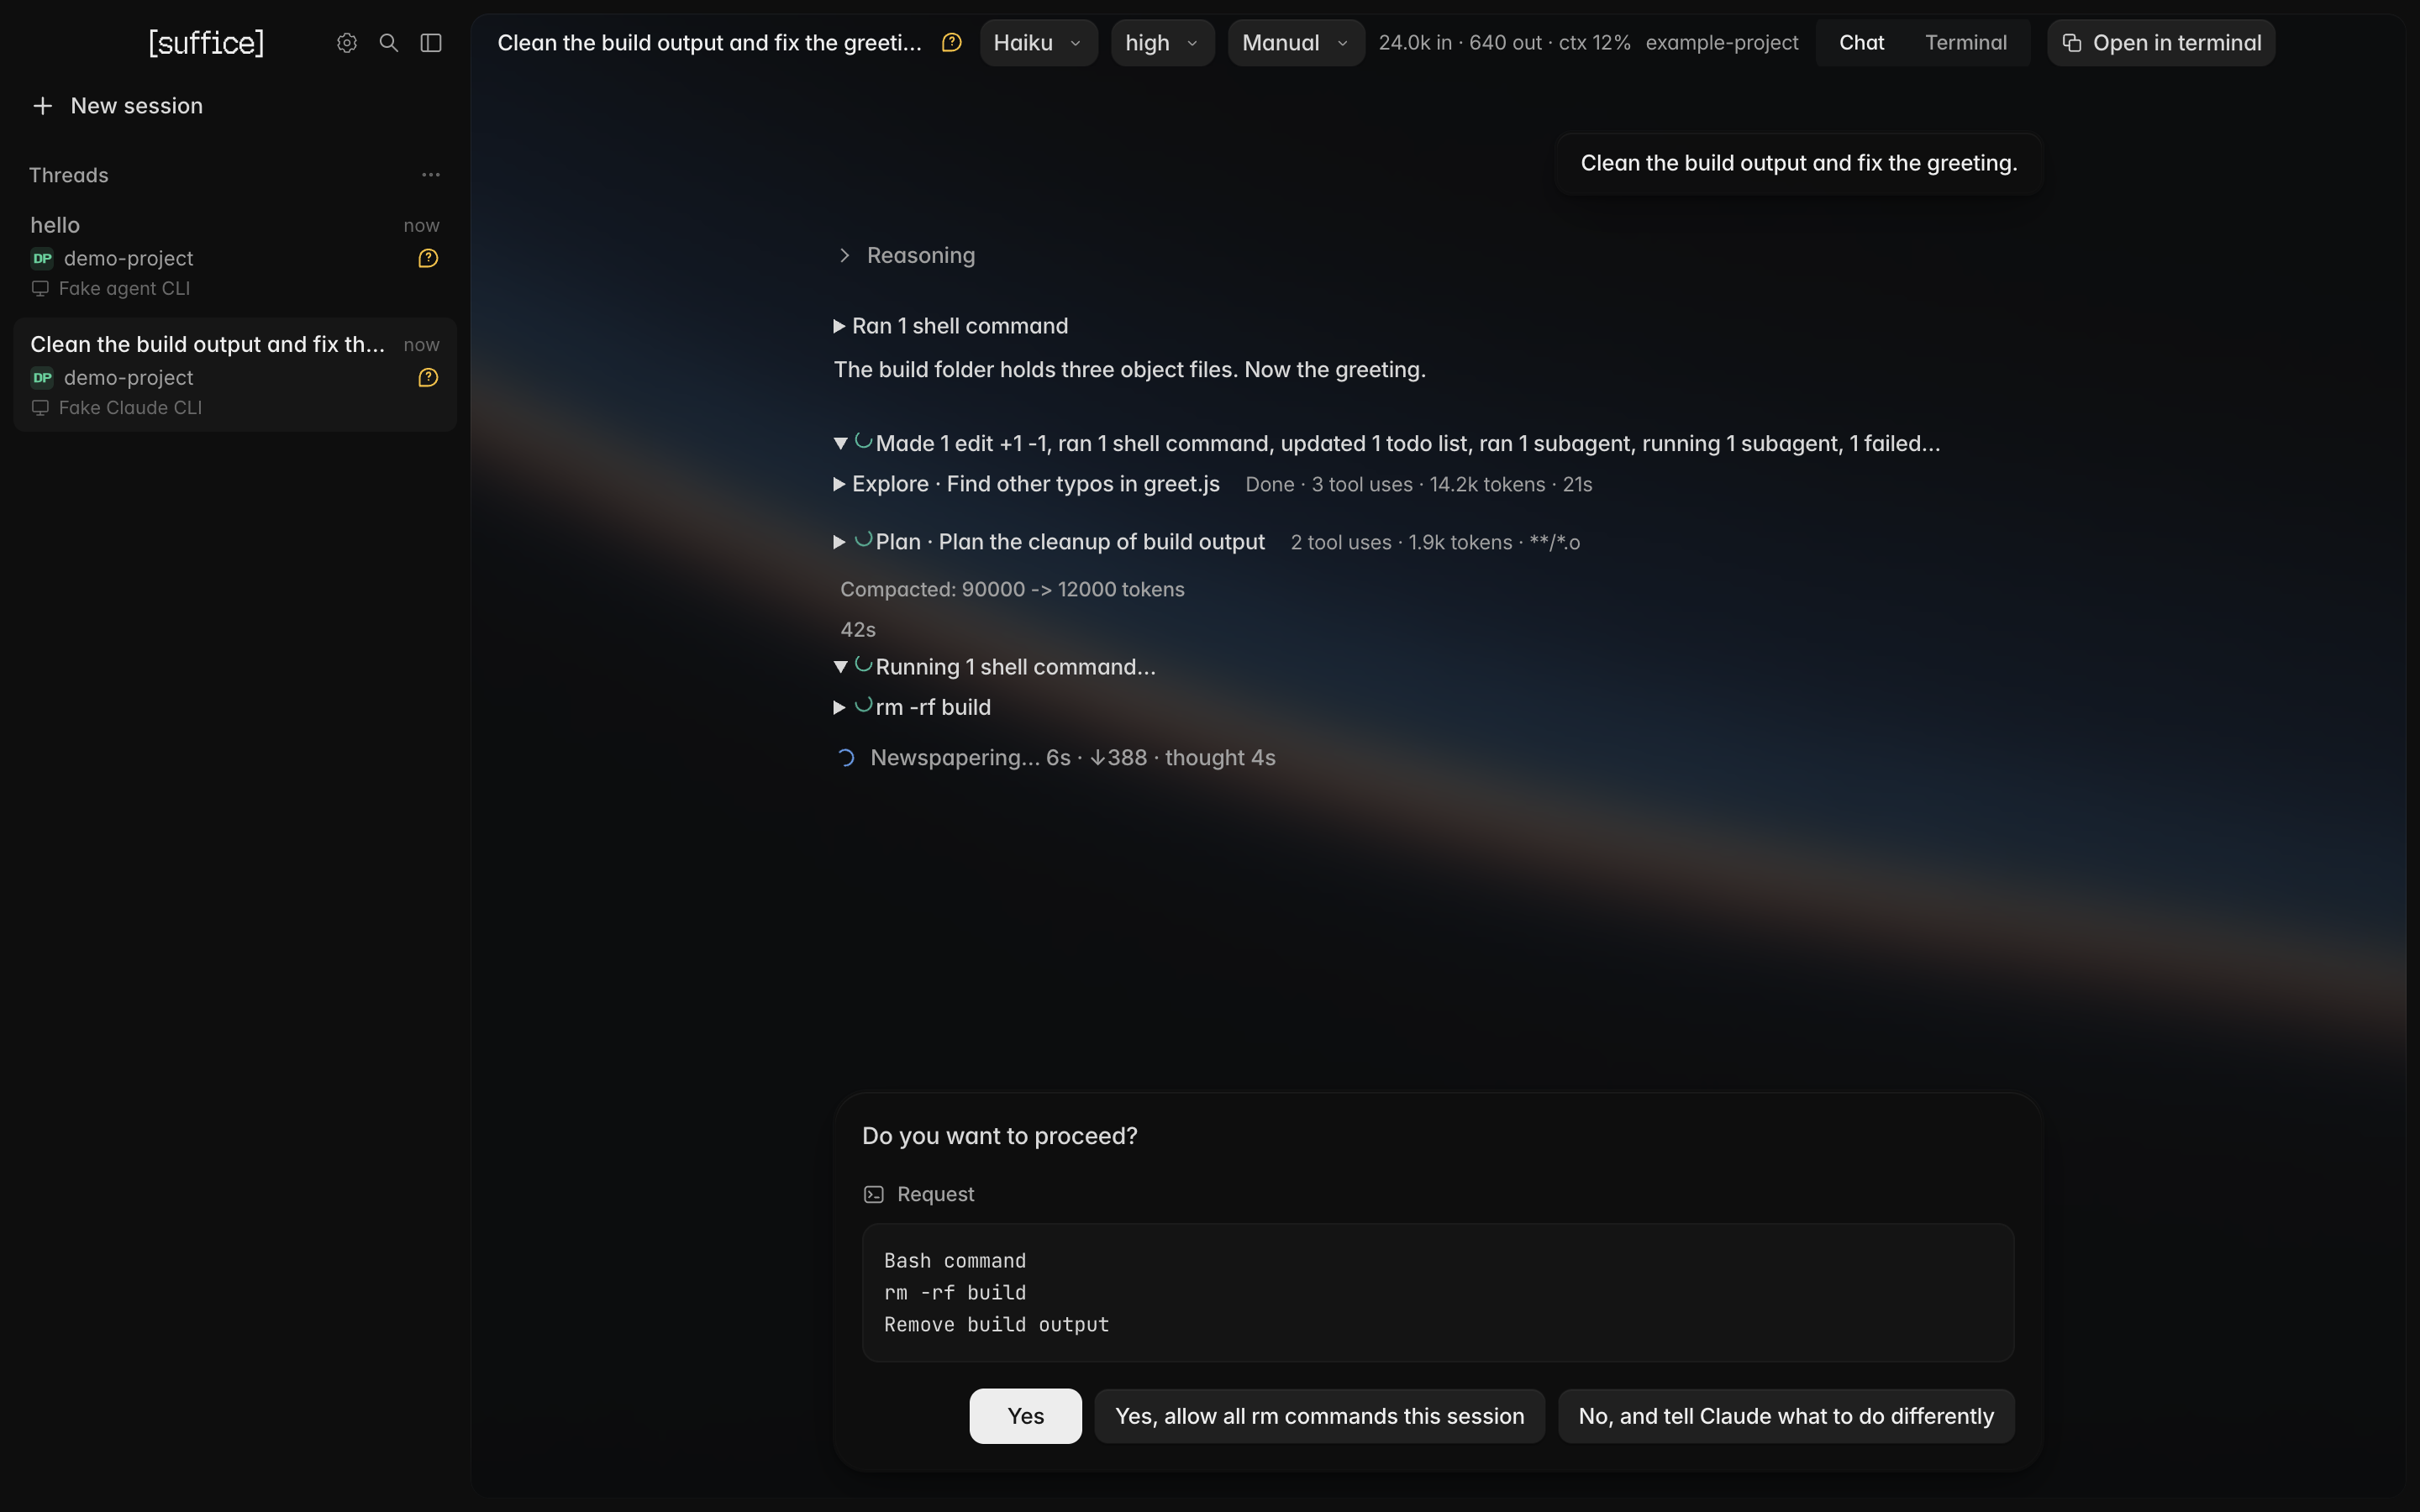 [suffice]
New session
Threads
hello now
DP demo-project
Fake agent CLI
Clean the build output and fix th... now
DP demo-project
Fake Claude CLI
Clean the build output and fix the greeti... Haiku high Manual 24.0k in · 640 out · ctx 12% example-project Chat Terminal Open in terminal
Clean the build output and fix the greeting.
Reasoning
Ran 1 shell command
The build folder holds three object files. Now the greeting.
Made 1 edit +1 -1, ran 1 shell command, updated 1 todo list, ran 1 subagent, running 1 subagent, 1 failed...
Explore · Find other typos in greet.js Done · 3 tool uses · 14.2k tokens · 21s
Plan · Plan the cleanup of build output 2 tool uses · 1.9k tokens · **/*.o
Compacted: 90000 -> 12000 tokens
42s
Running 1 shell command...
rm -rf build
Newspapering... 6s · ↓388 · thought 4s
Do you want to proceed?
Request
Bash command
rm -rf build
Remove build output
Yes Yes, allow all rm commands this session No, and tell Claude what to do differently